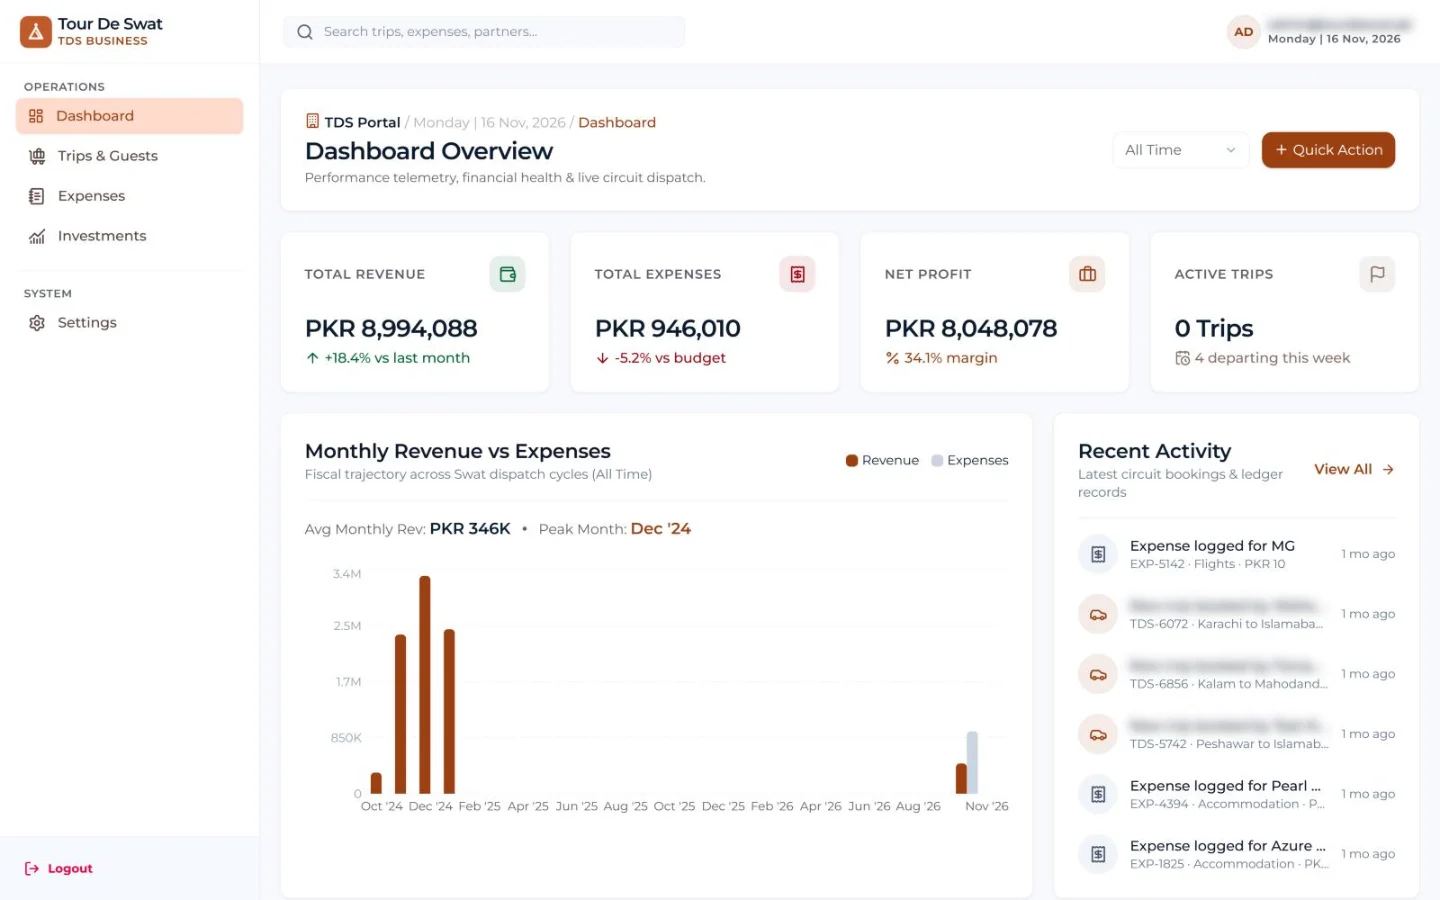 Tour De Swat
TDS BUSINESS
Search trips, expenses, partners...
AD
Monday | 16 Nov, 2026
OPERATIONS
Dashboard
Trips & Guests
Expenses
Investments
SYSTEM
Settings
Logout
TDS Portal / Monday | 16 Nov, 2026 / Dashboard
Dashboard Overview
Performance telemetry, financial health & live circuit dispatch.
All Time
+ Quick Action
TOTAL REVENUE
PKR 8,994,088
↑ +18.4% vs last month
TOTAL EXPENSES
PKR 946,010
↓ -5.2% vs budget
NET PROFIT
PKR 8,048,078
% 34.1% margin
ACTIVE TRIPS
0 Trips
4 departing this week
Monthly Revenue vs Expenses
Fiscal trajectory across Swat dispatch cycles (All Time)
Revenue Expenses
Avg Monthly Rev: PKR 346K • Peak Month: Dec '24
3.4M
2.5M
1.7M
850K
0
Oct '24 Dec '24 Feb '25 Apr '25 Jun '25 Aug '25 Oct '25 Dec '25 Feb '26 Apr '26 Jun '26 Aug '26 Nov '26
Recent Activity
Latest circuit bookings & ledger
records
View All →
Expense logged for MG
EXP-5142 · Flights · PKR 10
1 mo ago
TDS-6072 · Karachi to Islamaba...
1 mo ago
TDS-6856 · Kalam to Mahodand...
1 mo ago
TDS-5742 · Peshawar to Islamab...
1 mo ago
Expense logged for Pearl ...
EXP-4394 · Accommodation · P...
1 mo ago
Expense logged for Azure ...
EXP-1825 · Accommodation · PK...
1 mo ago